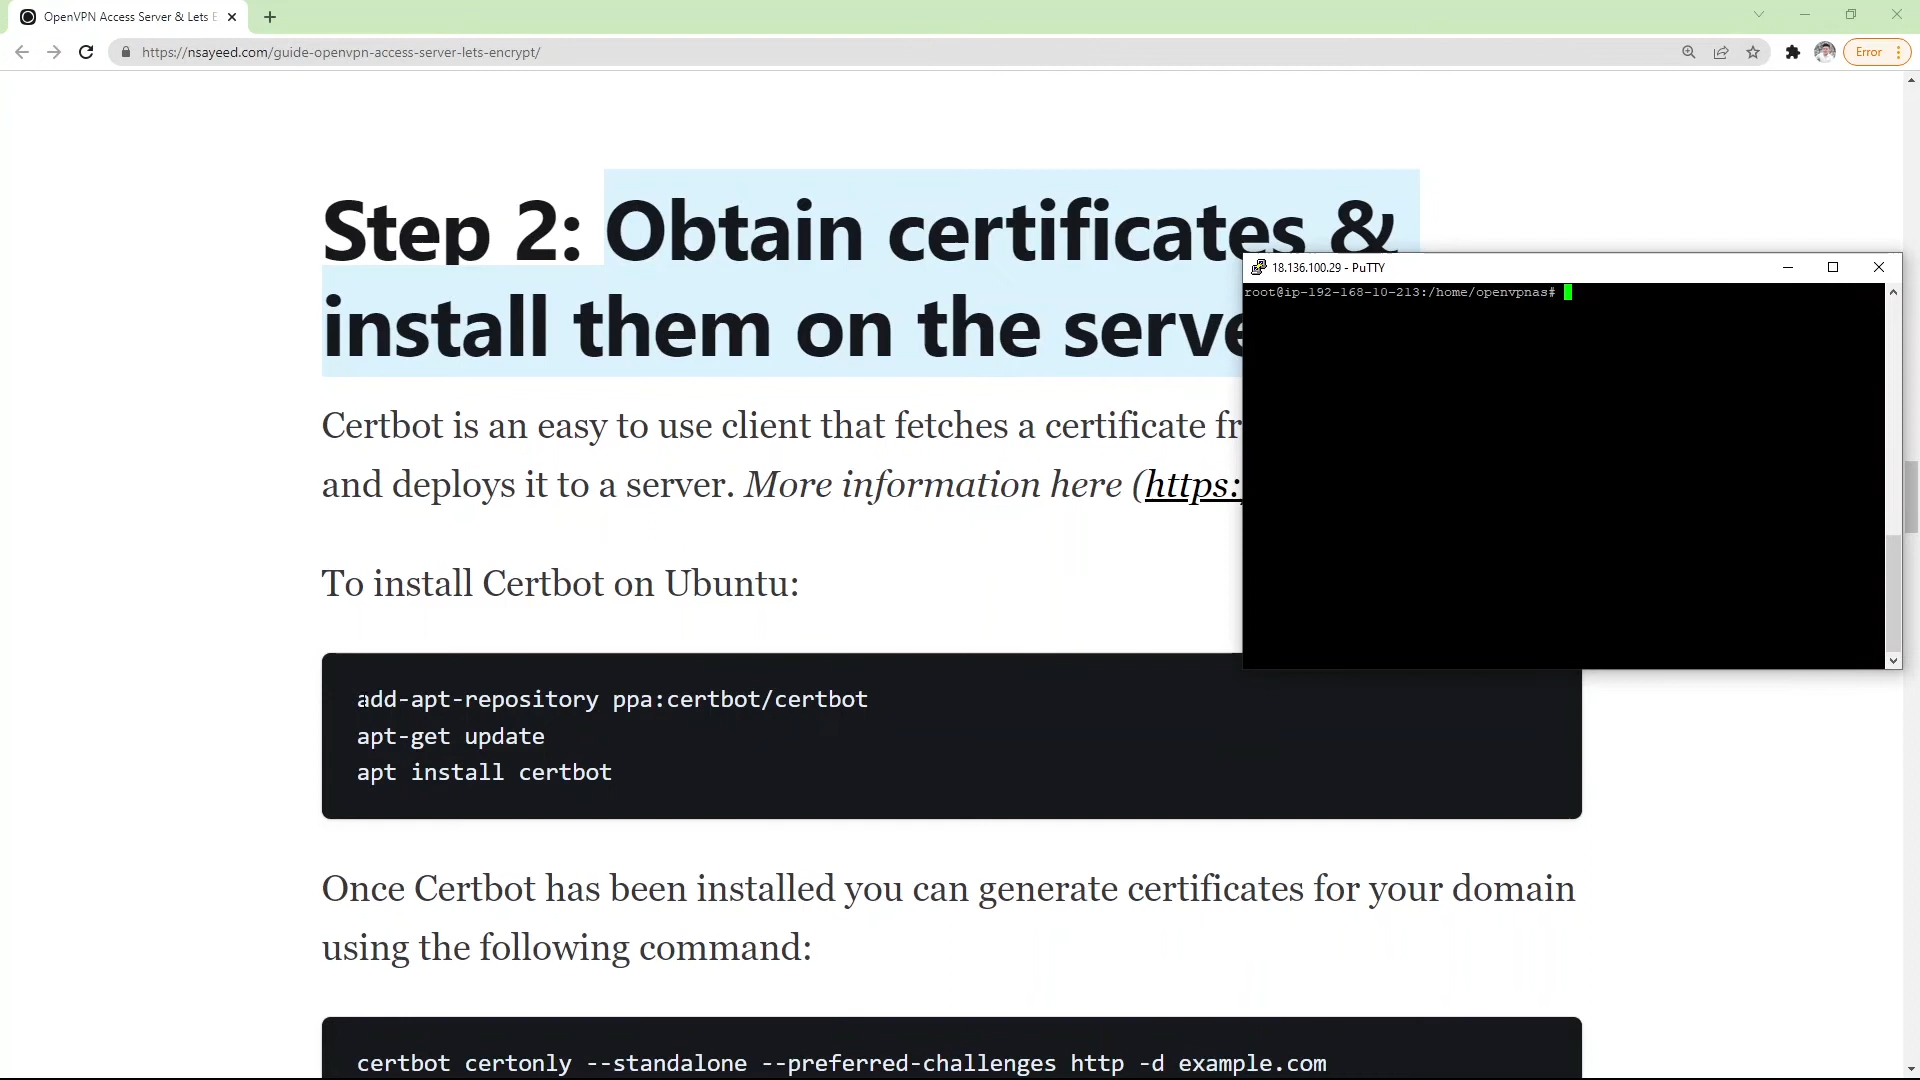 OpenVPN Access Server & Lets E
https://nsayeed.com/guide-openvpn-access-server-lets-encrypt/
Error
Step 2: Obtain certificates &
install them on the serve
18.136.100.29 - PuTTY
root@ip-192-168-10-213:/home/openvpnas#
Certbot is an easy to use client that fetches a certificate fr
and deploys it to a server. More information here (https:
To install Certbot on Ubuntu:
add-apt-repository ppa:certbot/certbot
apt-get update
apt install certbot
Once Certbot has been installed you can generate certificates for your domain
using the following command:
certbot certonly --standalone --preferred-challenges http -d example.com